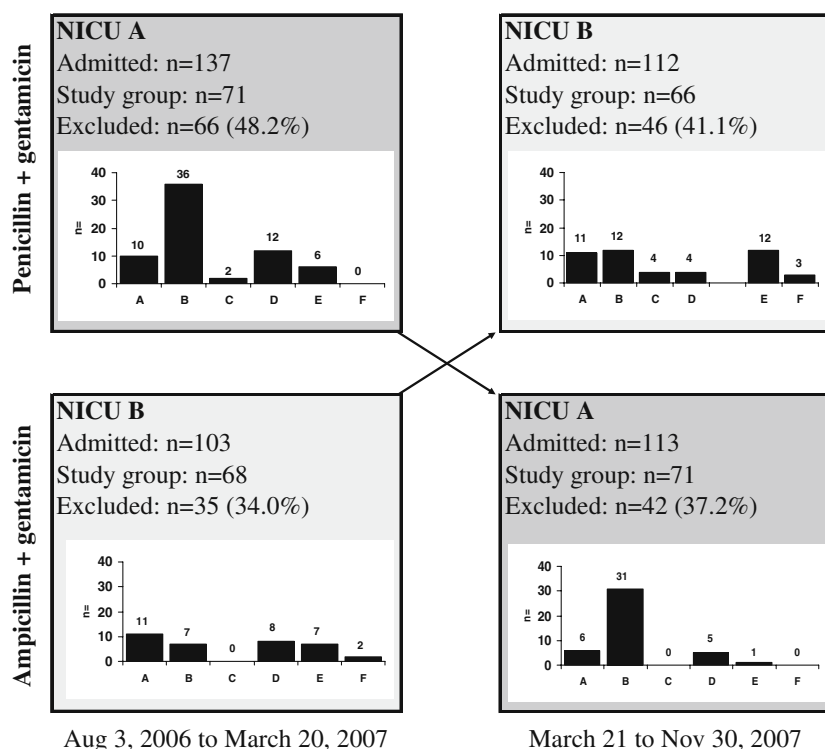 Penicillin + gentamicin
NICU A
Admitted: n=137
Study group: n=71
Excluded: n=66 (48.2%)
n=
40
30
20
10
0
10
36
2
12
6
0
A B C D E F
NICU B
Admitted: n=112
Study group: n=66
Excluded: n=46 (41.1%)
n=
40
30
20
10
0
11
12
4
4
12
3
A B C D E F
Ampicillin + gentamicin
NICU B
Admitted: n=103
Study group: n=68
Excluded: n=35 (34.0%)
n=
40
30
20
10
0
11
7
0
8
7
2
A B C D E F
NICU A
Admitted: n=113
Study group: n=71
Excluded: n=42 (37.2%)
n=
40
30
20
10
0
6
31
0
5
1
0
A B C D E F
Aug 3, 2006 to March 20, 2007
March 21 to Nov 30, 2007